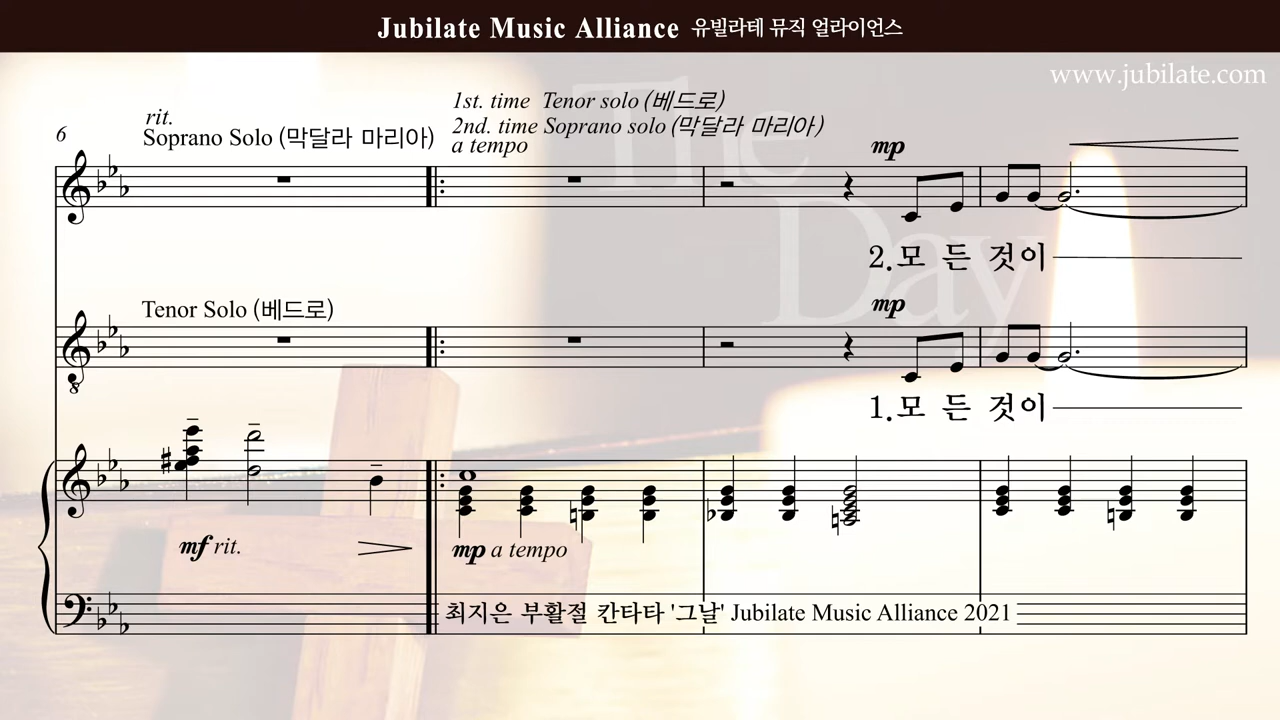 Jubilate Music Alliance 유빌라테 뮤직 얼라이언스
www.jubilate.com
The
Day
6
rit.
Soprano Solo (막달라 마리아)
1st. time Tenor solo (베드로)
2nd. time Soprano solo (막달라 마리아)
a tempo
mp
2.모 든 것이
Tenor Solo (베드로)
mp
1.모 든 것이
8
mf rit.
mp a tempo
최지은 부활절 칸타타 '그날' Jubilate Music Alliance 2021